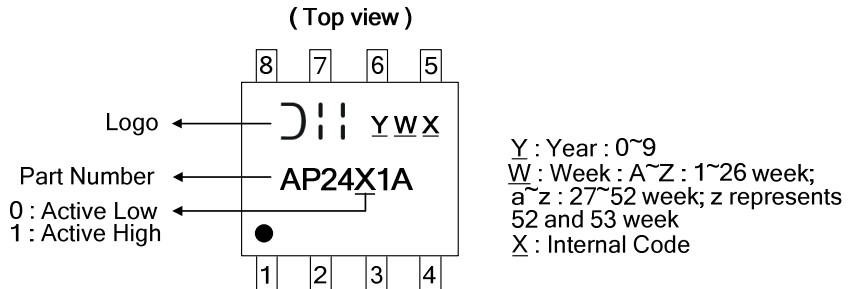 ( Top view )
8 7 6 5
Logo
Y W X
Part Number
AP24X1A
0 : Active Low
1 : Active High
1 2 3 4
Y : Year : 0~9
W : Week : A~Z : 1~26 week;
a~z : 27~52 week; z represents
52 and 53 week
X : Internal Code